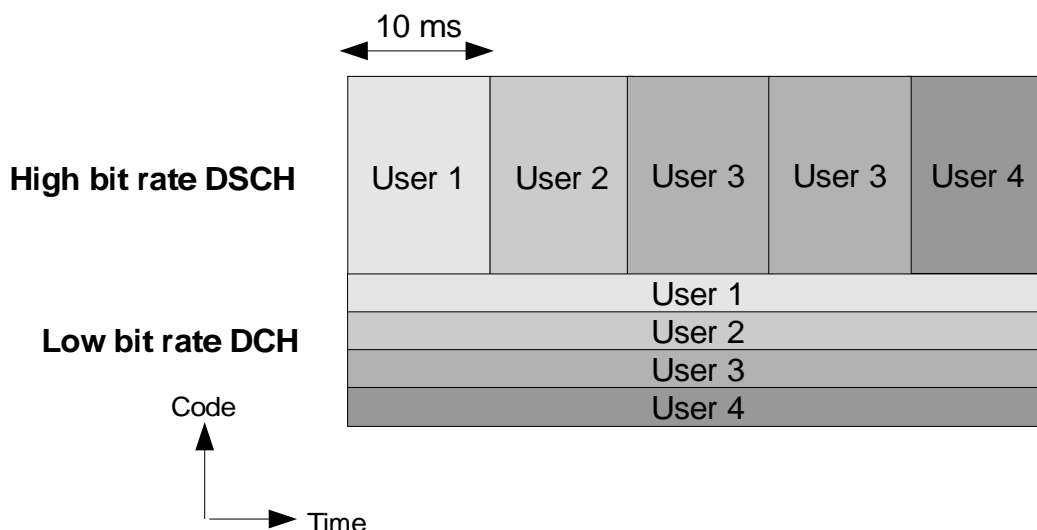 10 ms
High bit rate DSCH
User 1
User 2
User 3
User 3
User 4
User 1
Low bit rate DCH
User 2
User 3
User 4
Code
Time